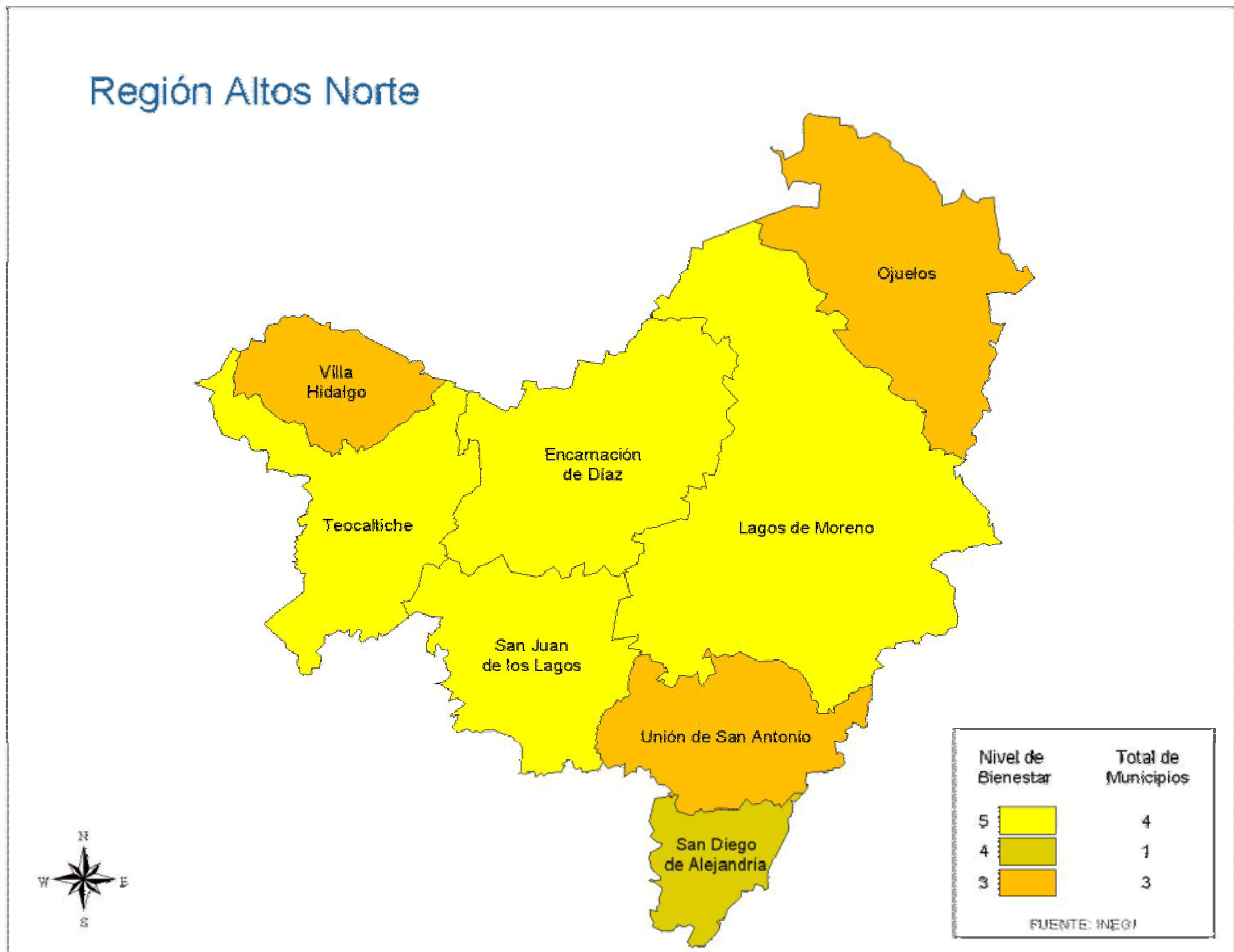 Región Altos Norte
Ojuelos
Villa
Hidalgo
Encarnación
de Díaz
Teocaltiche
Lagos de Moreno
San Juan
de los Lagos
Unión de San Antonio
San Diego
de Alejandría
Nivel de Bienestar
Total de Municipios
5 4
4 1
3 3
FUENTE: INEGI
N
W E
S